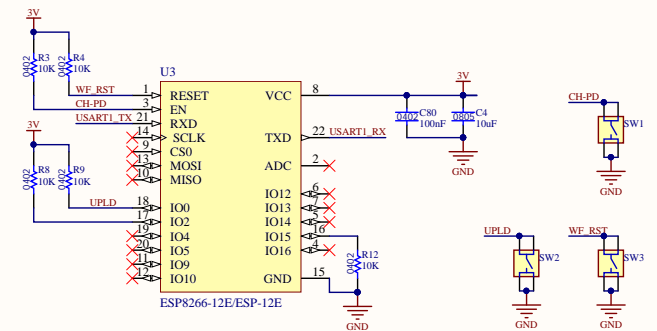 3V
R3
10K
0402
R4
10K
0402
U3
WF_RST
1
RESET
CH-PD
3
EN
USART1_TX
21
RXD
14
SCLK
9
CS0
13
MOSI
10
MISO
3V
R8
10K
0402
R9
10K
0402
UPLD
18
IO0
17
IO2
19
IO4
20
IO5
11
IO9
12
IO10
VCC
8
TXD
22
USART1_RX
ADC
2
IO12
6
IO13
7
IO14
5
IO15
16
IO16
4
GND
15
ESP8266-12E/ESP-12E
R12
10K
0402
GND
3V
C80
0402
100nF
C4
0805
10uF
GND
CH-PD
SW1
GND
UPLD
SW2
GND
WF_RST
SW3
GND